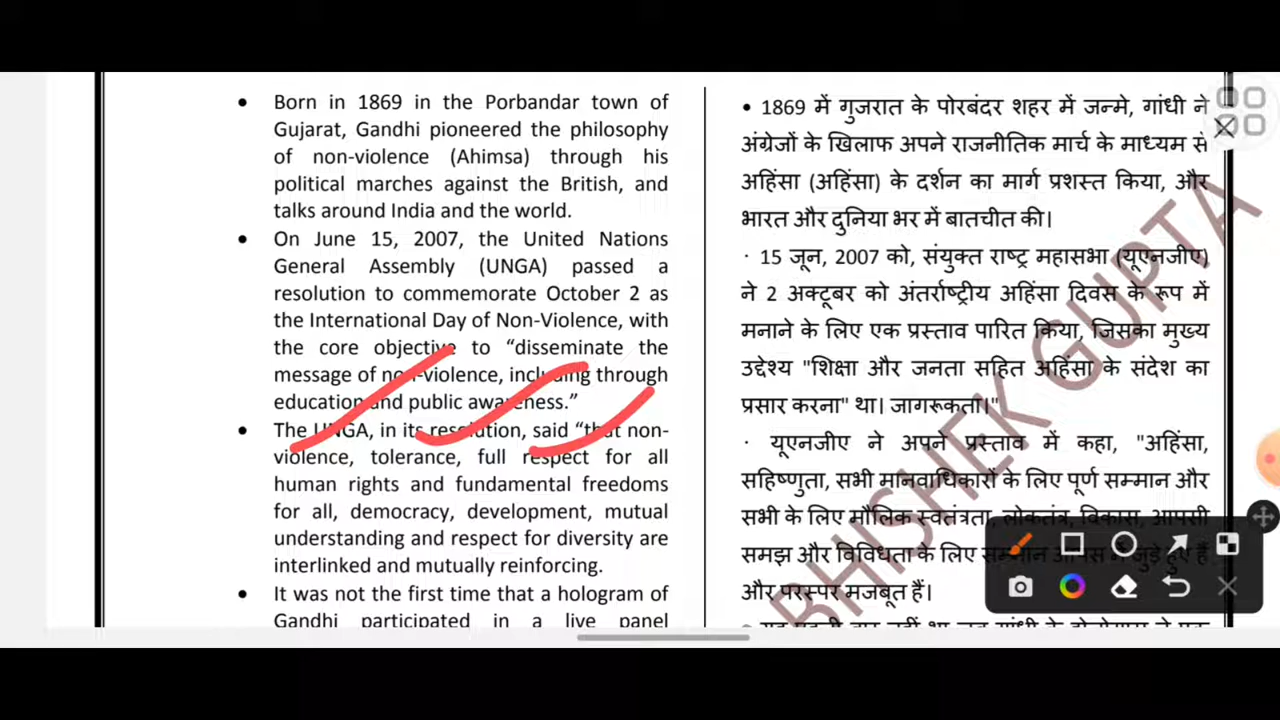 • Born in 1869 in the Porbandar town of
Gujarat, Gandhi pioneered the philosophy
of non-violence (Ahimsa) through his
political marches against the British, and
talks around India and the world.
• On June 15, 2007, the United Nations
General Assembly (UNGA) passed a
resolution to commemorate October 2 as
the International Day of Non-Violence, with
the core objective to “disseminate the
message of non-violence, including through
education and public awareness.”
• The UNGA, in its resolution, said “that non-
violence, tolerance, full respect for all
human rights and fundamental freedoms
for all, democracy, development, mutual
understanding and respect for diversity are
interlinked and mutually reinforcing.
• It was not the first time that a hologram of
Gandhi participated in a live panel
• 1869 में गुजरात के पोरबंदर शहर में जन्मे, गांधी ने
अंग्रेजों के खिलाफ अपने राजनीतिक मार्च के माध्यम से
अहिंसा (अहिंसा) के दर्शन का मार्ग प्रशस्त किया, और
भारत और दुनिया भर में बातचीत की।
· 15 जून, 2007 को, संयुक्त राष्ट्र महासभा (यूएनजीए)
ने 2 अक्टूबर को अंतर्राष्ट्रीय अहिंसा दिवस के रूप में
मनाने के लिए एक प्रस्ताव पारित किया, जिसका मुख्य
उद्देश्य "शिक्षा और जनता सहित अहिंसा के संदेश का
प्रसार करना" था। जागरूकता।"
· यूएनजीए ने अपने प्रस्ताव में कहा, "अहिंसा,
सहिष्णुता, सभी मानवाधिकारों के लिए पूर्ण सम्मान और
सभी के लिए मौलिक स्वतंत्रता, लोकतंत्र, विकास, आपसी
समझ और विविधता के लिए सम्मान आपस में जुड़े हुए हैं
और परस्पर मजबूत हैं।
BHISHEK GUPTA